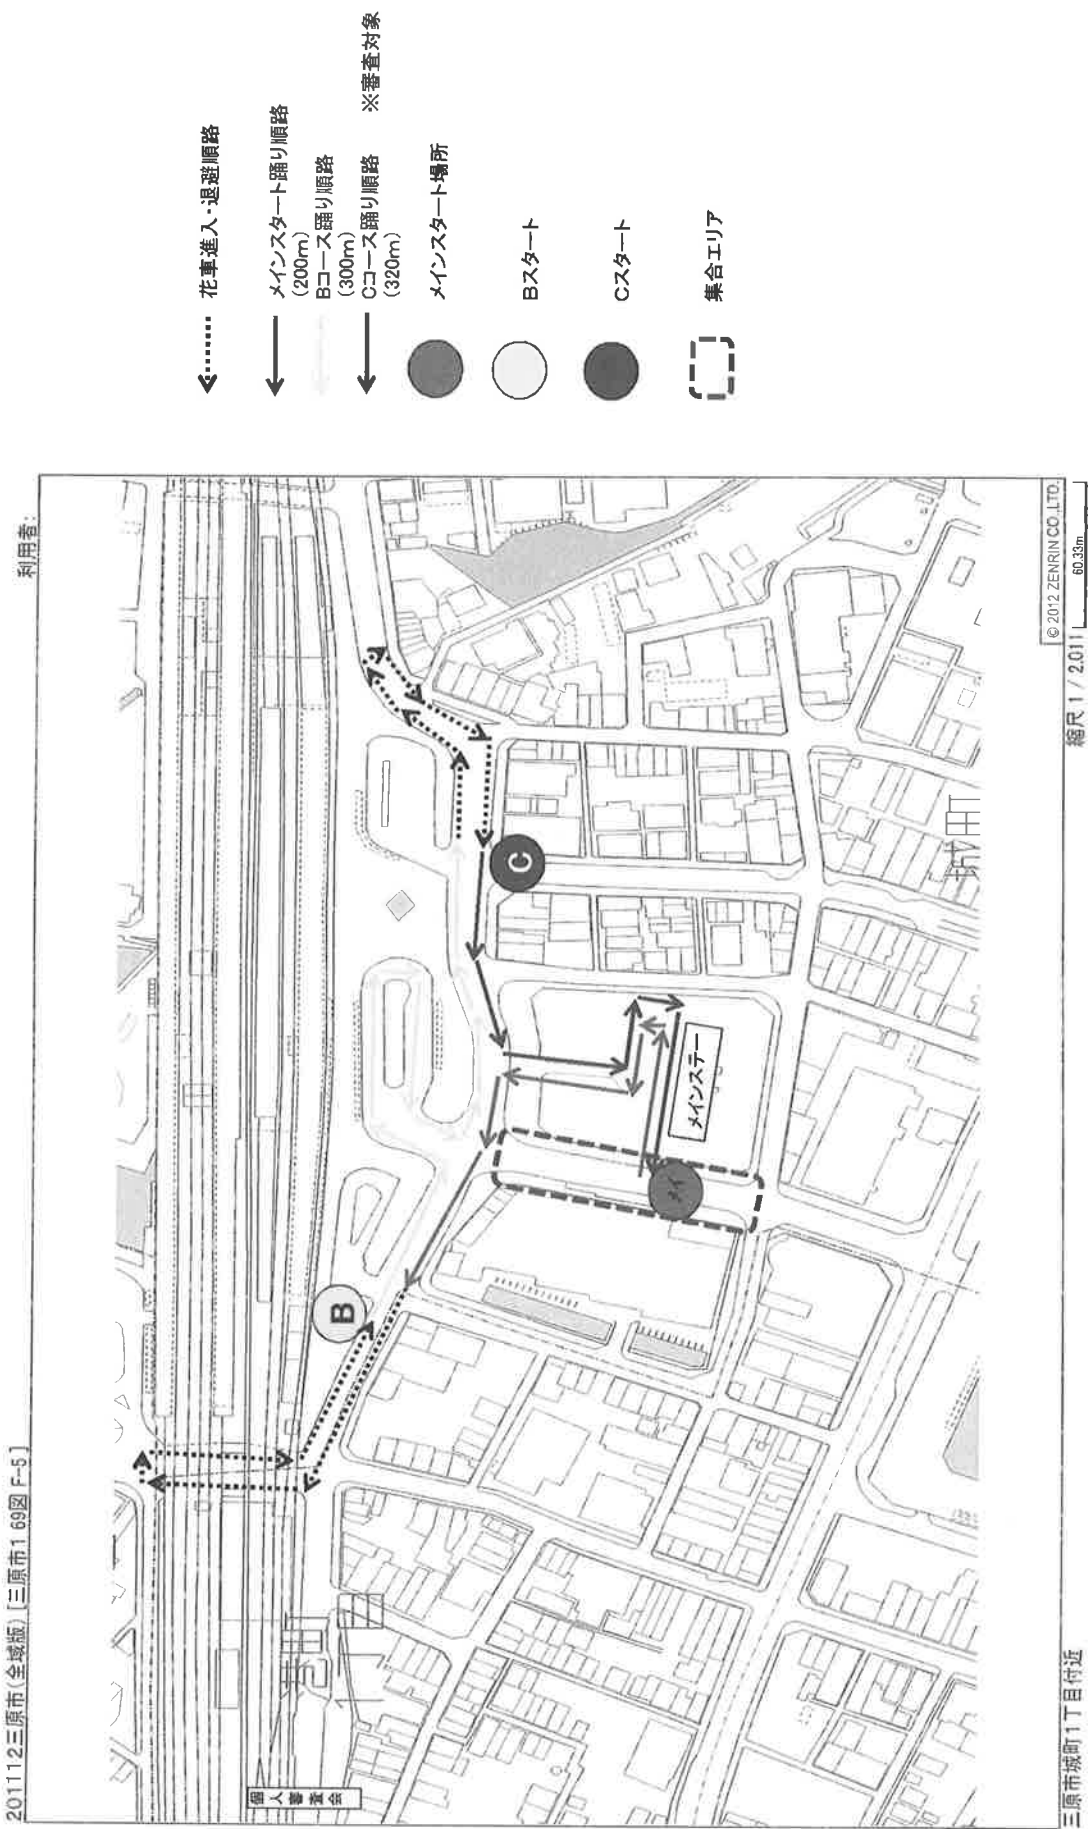 201112三原市(全域版) [三原市1 69図 F-5]
利用者:
個人審査会
B
C
メイ
メインステー
城町
© 2012 ZENRIN CO.,LTD.
三原市城町1丁目付近
縮尺 1 / 2,011
60.33m
花車進入・退避順路
メインスタート踊り順路
(200m)
Bコース踊り順路
(300m)
Cコース踊り順路 ※審査対象
(320m)
メインスタート場所
Bスタート
Cスタート
集合エリア